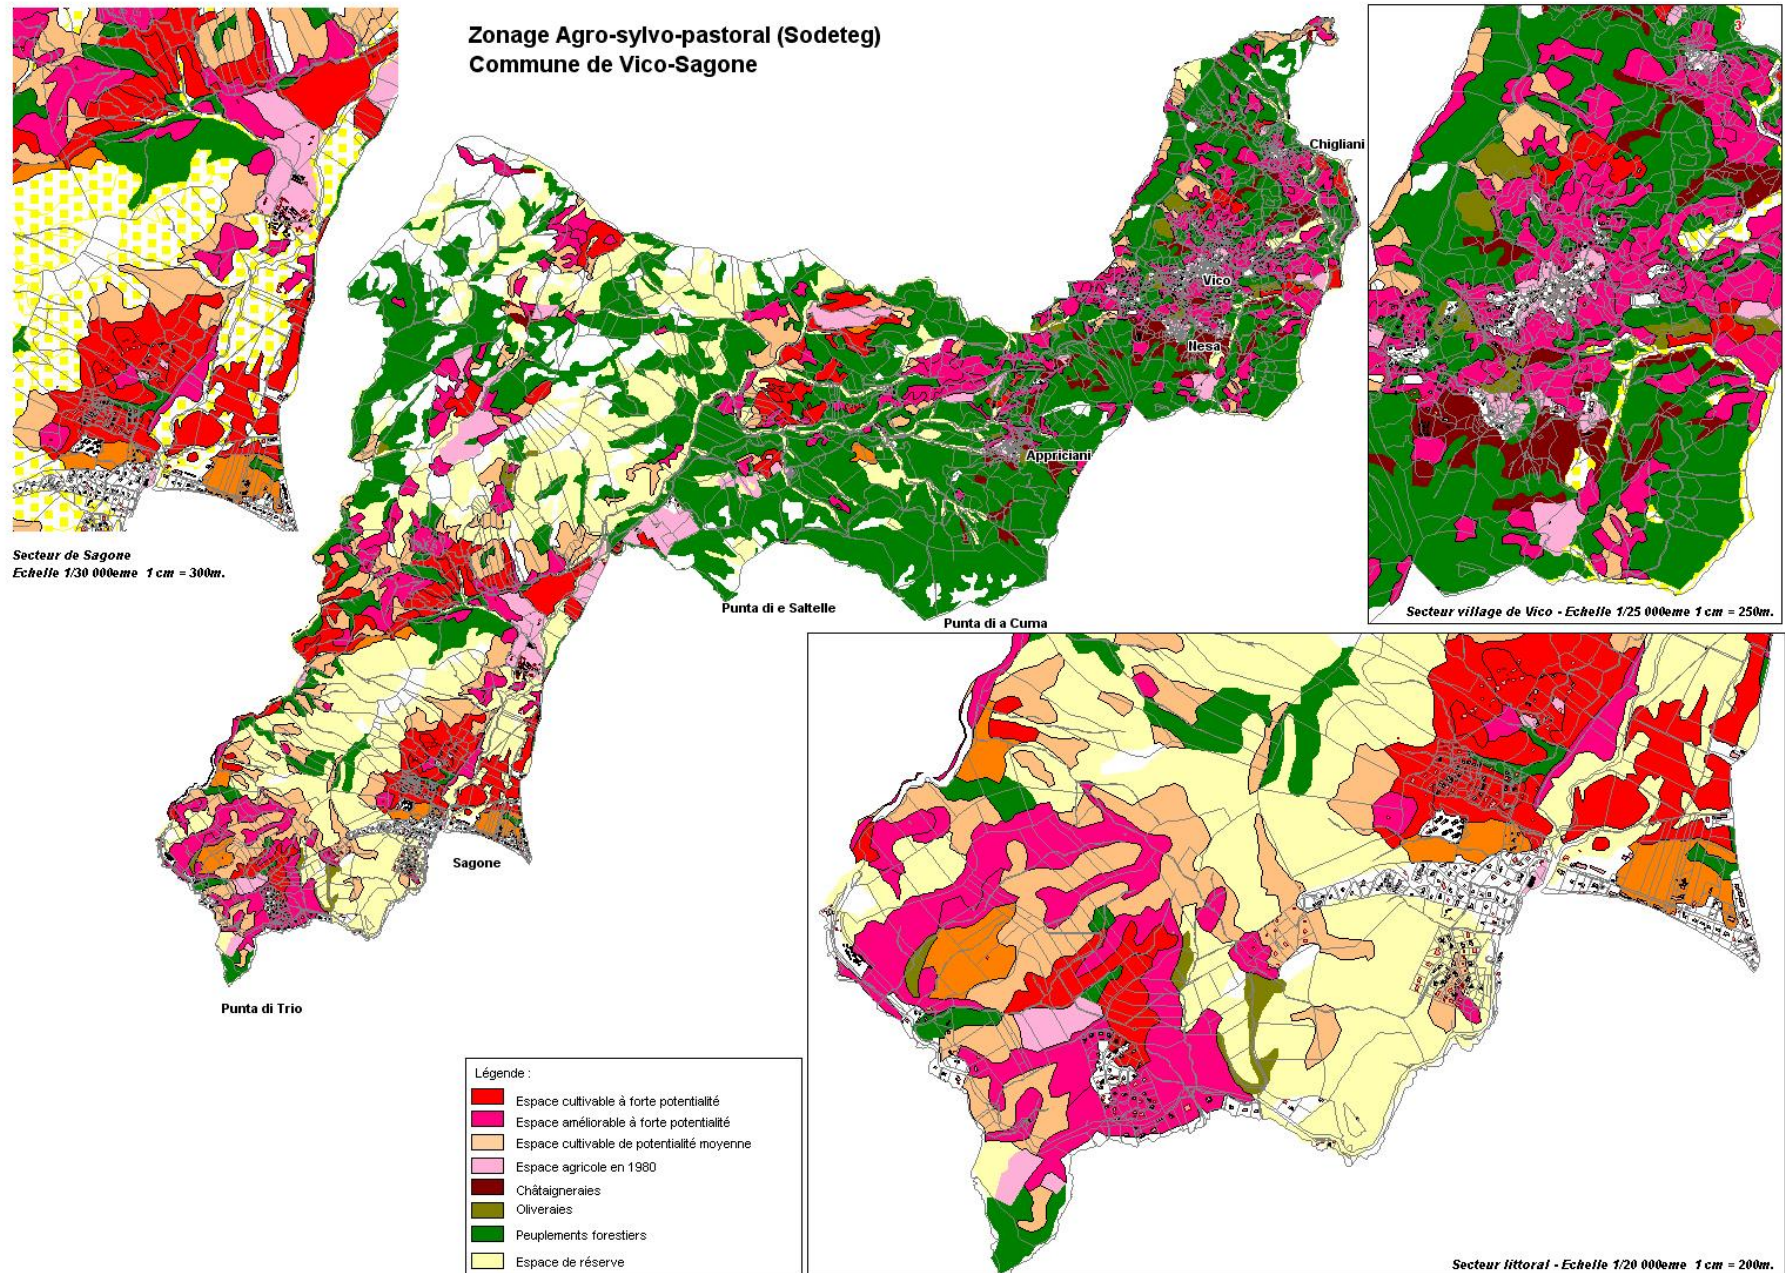 Zonage Agro-sylvo-pastoral (Sodeteg)
Commune de Vico-Sagone
3
Chigliani
Vico
Nesa
Appriciani
Secteur de Sagone
Echelle 1/30 000eme 1 cm = 300m.
Punta di e Saltelle
Punta di a Cuma
Secteur village de Vico - Echelle 1/25 000eme 1 cm = 250m.
Sagone
Punta di Trio
Légende :
Espace cultivable à forte potentialité
Espace améliorable à forte potentialité
Espace cultivable de potentialité moyenne
Espace agricole en 1980
Châtaigneraies
Oliveraies
Peuplements forestiers
Espace de réserve
Secteur littoral - Echelle 1/20 000eme 1 cm = 200m.